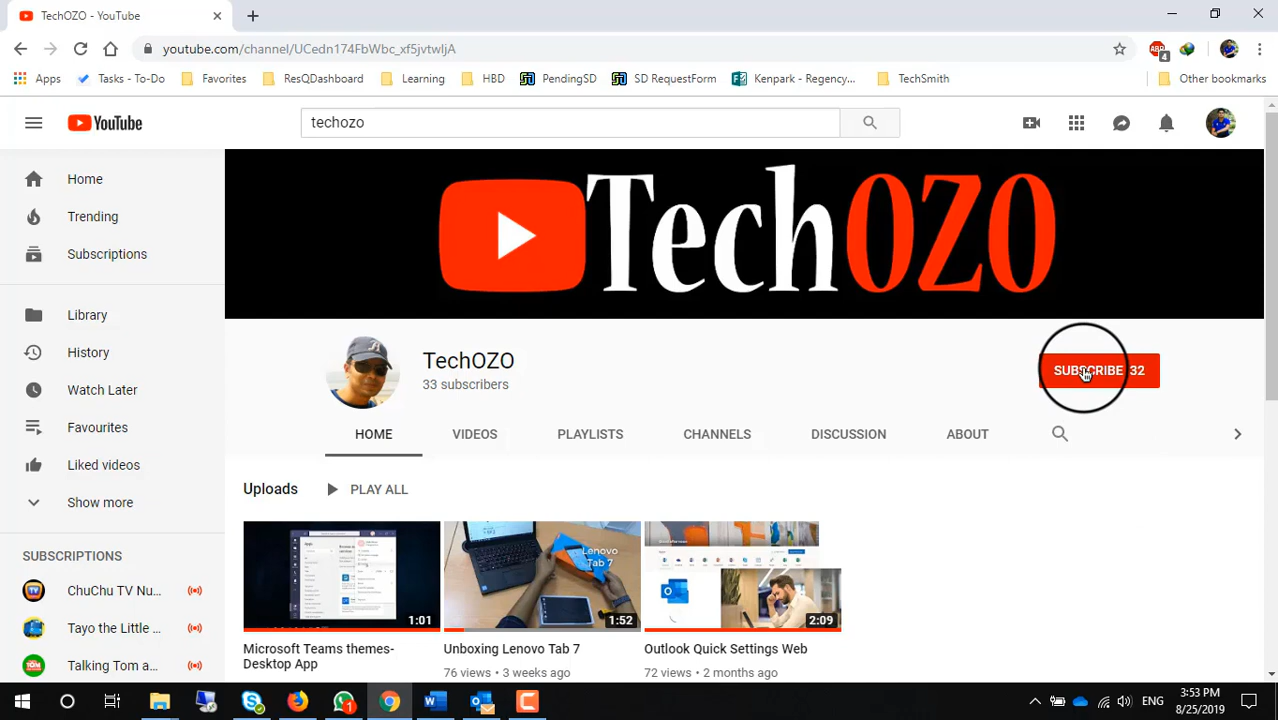 TechOZO - YouTube
youtube.com/channel/UCedn174FbWbc_xf5jvtwljA
4
Apps Tasks - To-Do Favorites ResQDashboard Learning HBD PendingSD SD RequestForm Kenpark - Regency... TechSmith Other bookmarks
YouTube
techozo
Home
Trending
Subscriptions
Library
History
Watch Later
Favourites
Liked videos
Show more
SUBSCRIPTIONS
ChuChu TV Nu...
Tayo the Little ...
Talking Tom a...
TechOZO
TechOZO
33 subscribers
SUBSCRIBE 32
HOME VIDEOS PLAYLISTS CHANNELS DISCUSSION ABOUT
Uploads PLAY ALL
1:01
Microsoft Teams themes-
Desktop App
Lenovo
Tab 7
1:52
Unboxing Lenovo Tab 7
76 views • 3 weeks ago
2:09
Outlook Quick Settings Web
72 views • 2 months ago
1
ENG
3:53 PM
8/25/2019